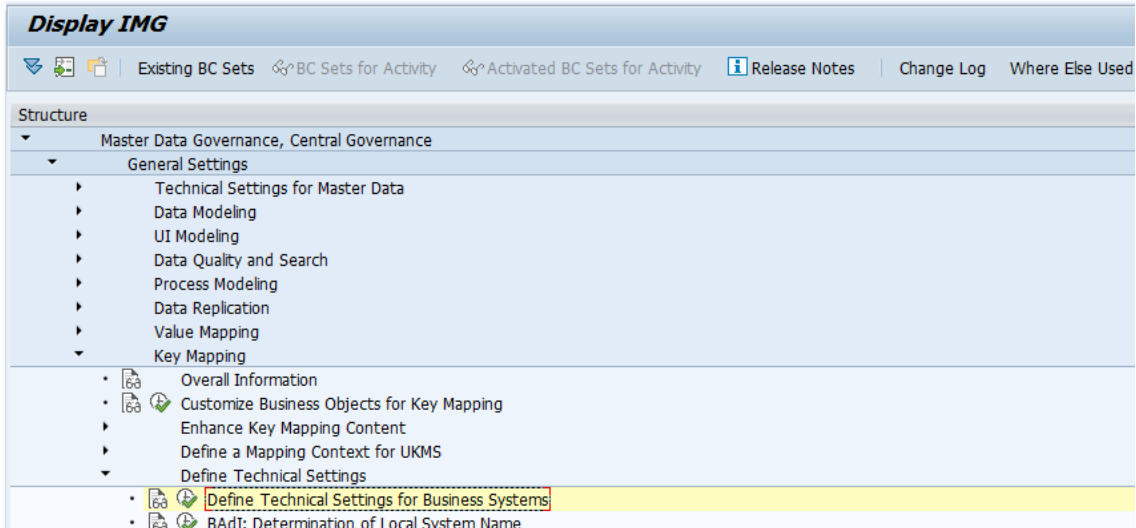 Display IMG
Existing BC Sets BC Sets for Activity Activated BC Sets for Activity Release Notes Change Log Where Else Used
Structure
Master Data Governance, Central Governance
General Settings
Technical Settings for Master Data
Data Modeling
UI Modeling
Data Quality and Search
Process Modeling
Data Replication
Value Mapping
Key Mapping
Overall Information
Customize Business Objects for Key Mapping
Enhance Key Mapping Content
Define a Mapping Context for UKMS
Define Technical Settings
Define Technical Settings for Business Systems
BAdI: Determination of Local System Name